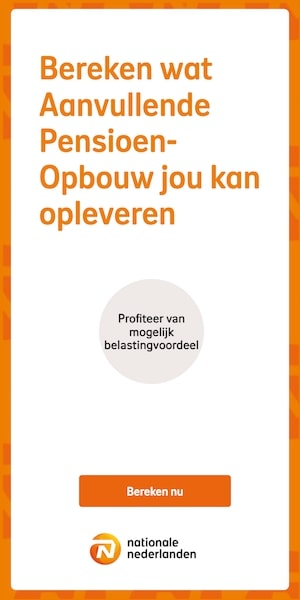 Bereken wat
Aanvullende
Pensioen-
Opbouw jou kan
opleveren
Profiteer van
mogelijk
belastingvoordeel
Bereken nu
nationale
nederlanden